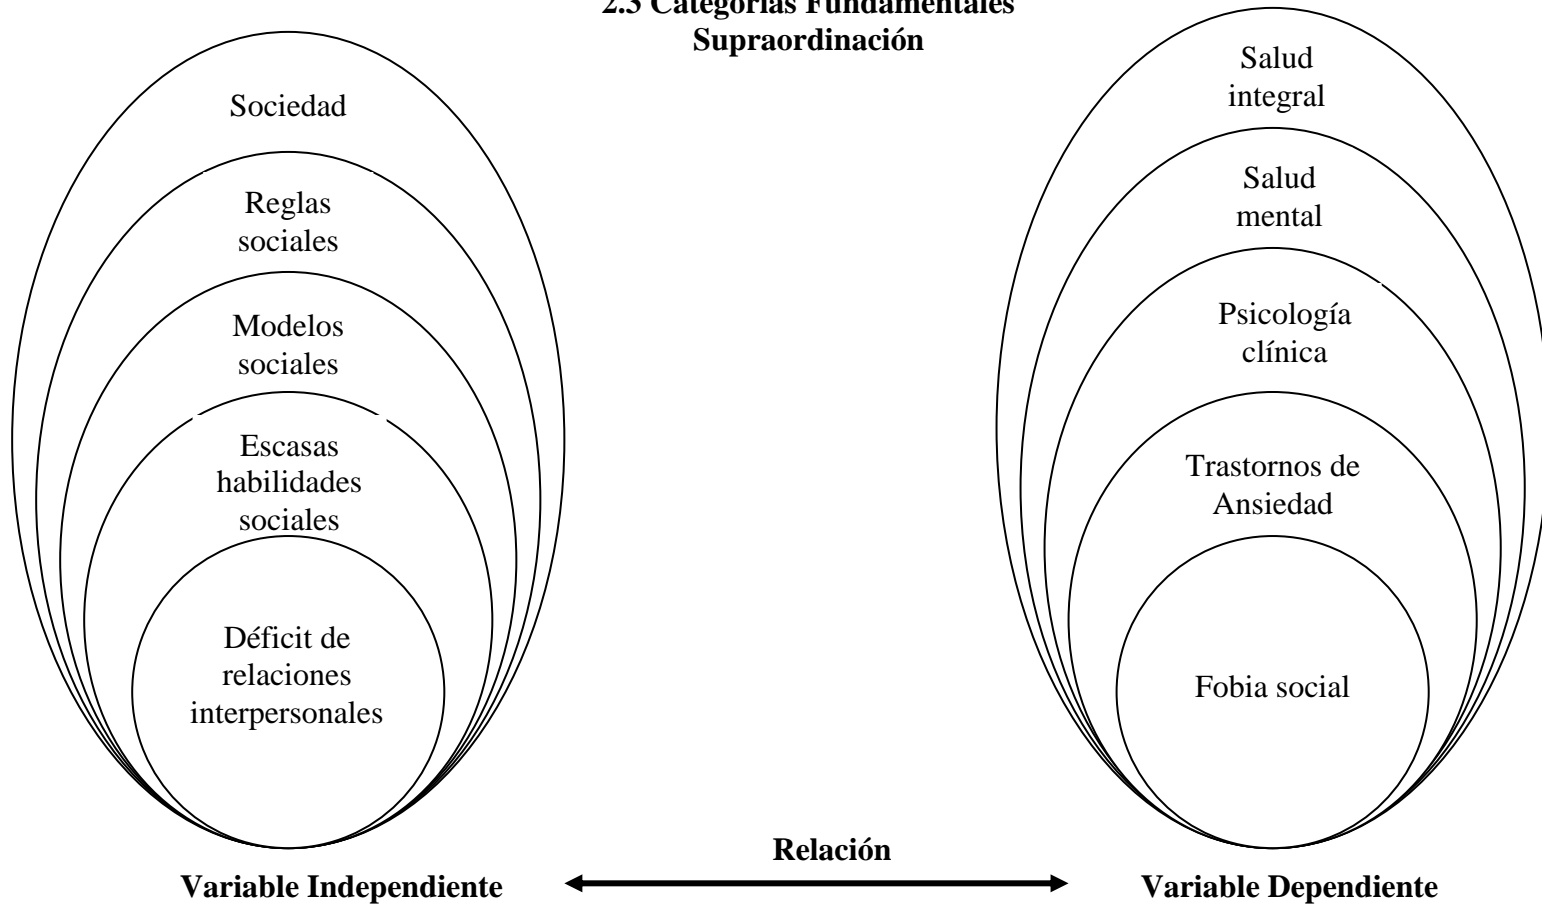 2.3 Categorías Fundamentales
Supraordinación
Sociedad
Reglas
sociales
Modelos
sociales
Escasas
habilidades
sociales
Déficit de
relaciones
interpersonales
Salud
integral
Salud
mental
Psicología
clínica
Trastornos de
Ansiedad
Fobia social
Relación
Variable Independiente
Variable Dependiente